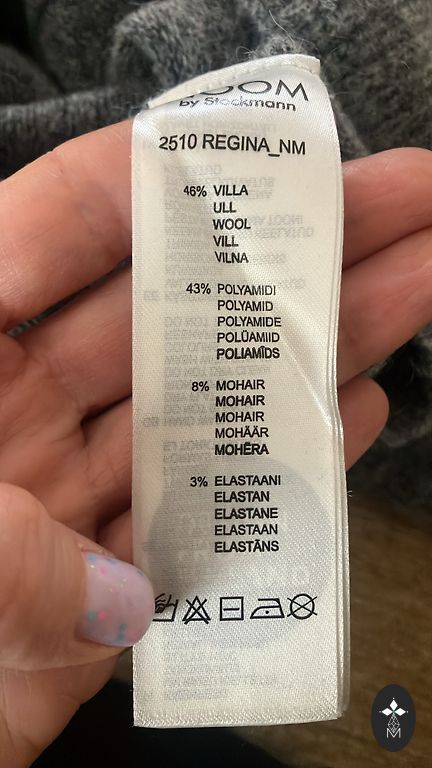 by Stockmann
2510 REGINA_NM
46% VILLA
ULL
WOOL
VILL
VILNA
43% POLYAMIDI
POLYAMID
POLYAMIDE
POLÜAMIID
POLIAMĪDS
8% MOHAIR
MOHAIR
MOHAIR
MOHÄÄR
MOHĒRA
3% ELASTAANI
ELASTAN
ELASTANE
ELASTAAN
ELASTĀNS
M